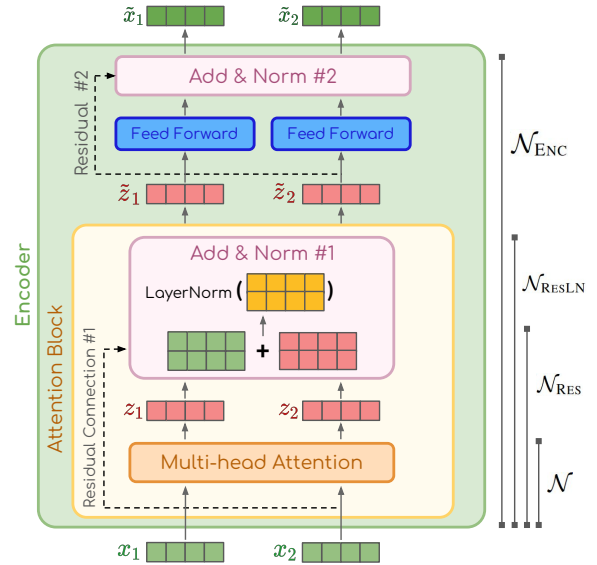 x̃₁ x̃₂
Add & Norm #2
Residual #2
Feed Forward Feed Forward
z̃₁ z̃₂
𝒩ENC
Encoder
Attention Block
Add & Norm #1
LayerNorm ( )
+
Residual Connection #1
z₁ z₂
Multi-head Attention
x₁ x₂
𝒩RESLN
𝒩RES
𝒩